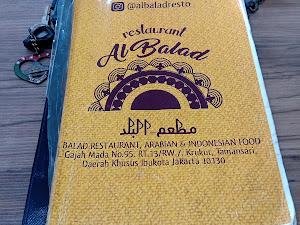 @albaladresto
restaurant
Al Balad
مطعم البلد
BALAD RESTAURANT, ARABIAN & INDONESIAN FOOD
Gajah Mada No.95, RT.13/RW.7, Krukut, Tamansari,
Daerah Khusus Ibukota Jakarta 10130